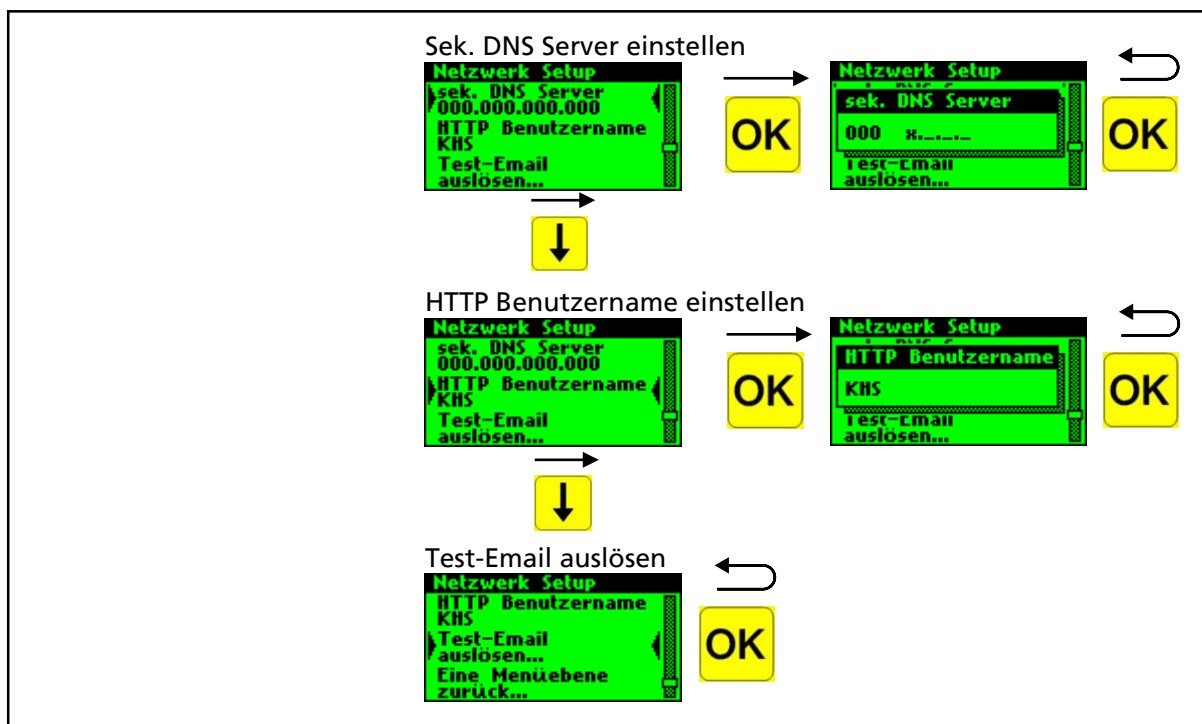 Sek. DNS Server einstellen
Netzwerk Setup
sek. DNS Server
000.000.000.000
HTTP Benutzername
KHS
Test-Email
auslösen...
OK
Netzwerk Setup
sek. DNS Server
000 x._._._
Test-Email
auslösen...
OK
HTTP Benutzername einstellen
Netzwerk Setup
sek. DNS Server
000.000.000.000
HTTP Benutzername
KHS
Test-Email
auslösen...
OK
Netzwerk Setup
HTTP Benutzername
KHS
Test-Email
auslösen...
OK
Test-Email auslösen
Netzwerk Setup
HTTP Benutzername
KHS
Test-Email
auslösen...
Eine Menüebene
zurück...
OK